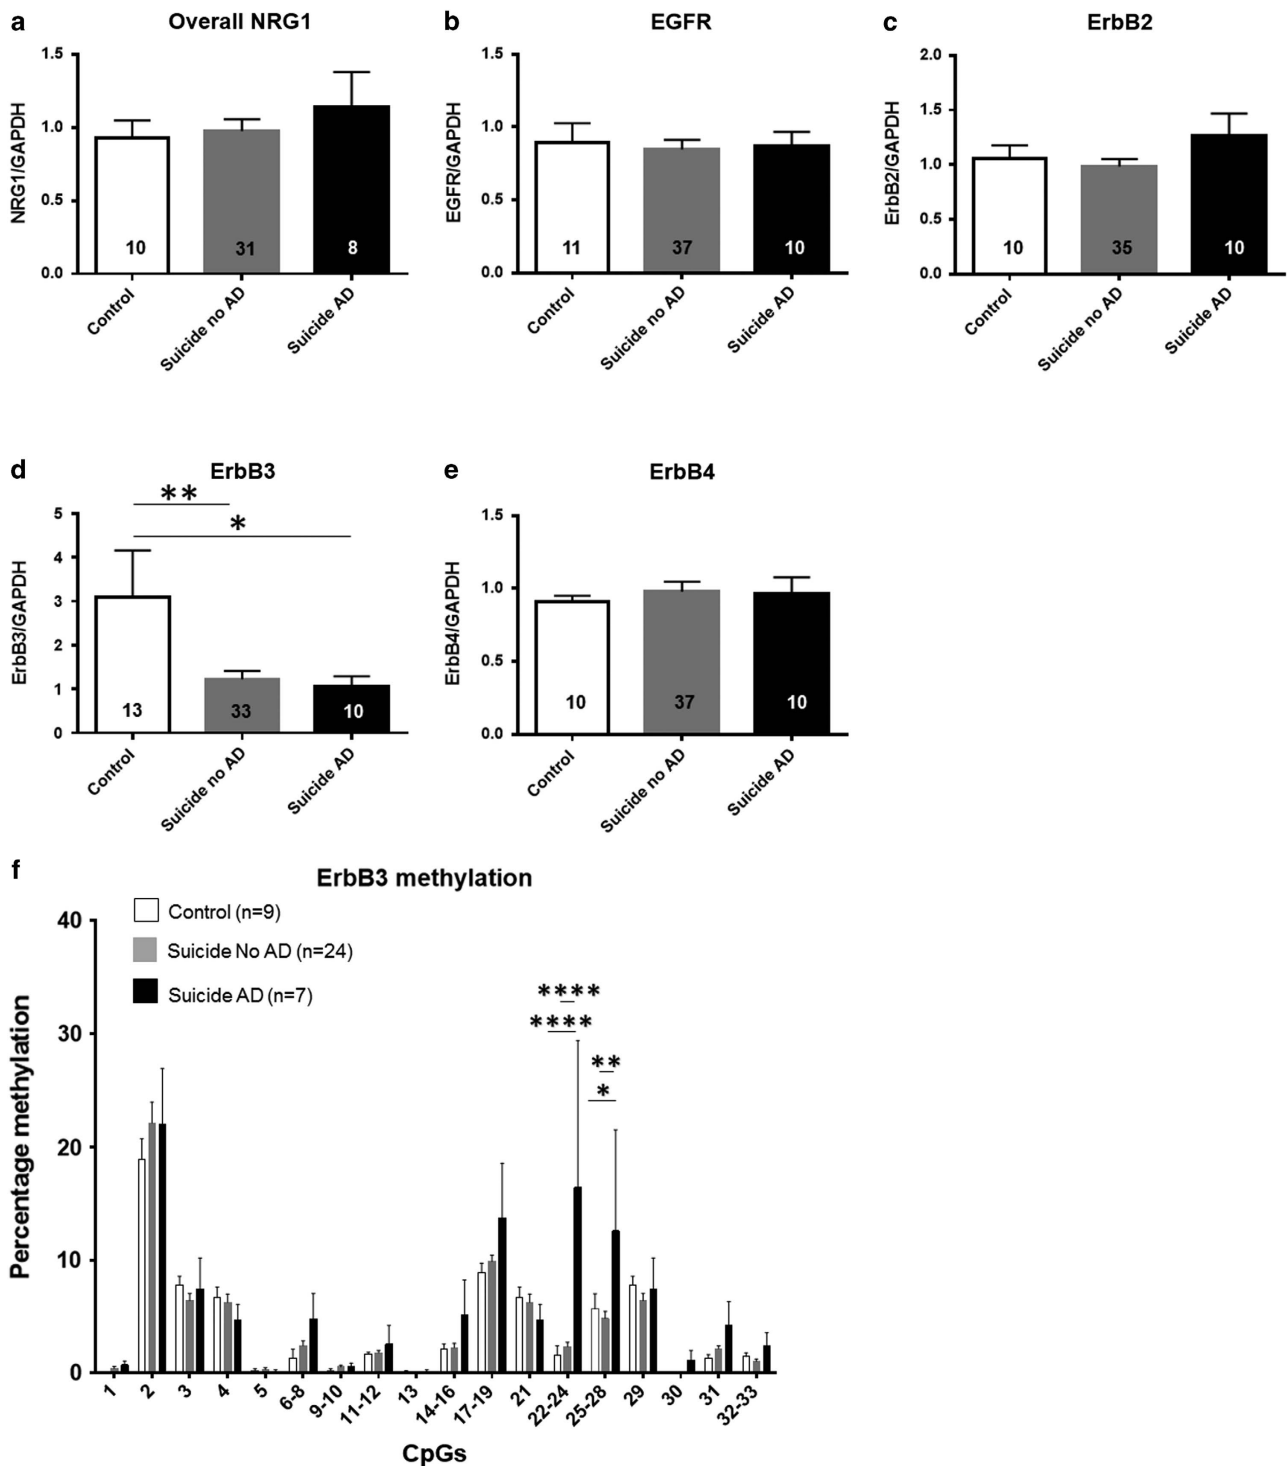 a
Overall NRG1
NRG1/GAPDH
1.5
1.0
0.5
0.0
10
31
8
Control
Suicide no AD
Suicide AD
b
EGFR
EGFR/GAPDH
1.5
1.0
0.5
0.0
11
37
10
Control
Suicide no AD
Suicide AD
c
ErbB2
ErbB2/GAPDH
2.0
1.5
1.0
0.5
0.0
10
35
10
Control
Suicide no AD
Suicide AD
d
ErbB3
**
*
ErbB3/GAPDH
5
4
3
2
1
0
13
33
10
Control
Suicide no AD
Suicide AD
e
ErbB4
ErbB4/GAPDH
1.5
1.0
0.5
0.0
10
37
10
Control
Suicide no AD
Suicide AD
f
ErbB3 methylation
Control (n=9)
Suicide No AD (n=24)
Suicide AD (n=7)
Percentage methylation
40
30
20
10
0
****
****
**
*
1
2
3
4
5
6-8
9-10
11-12
13
14-16
17-19
21
22-24
25-28
29
30
31
32-33
CpGs